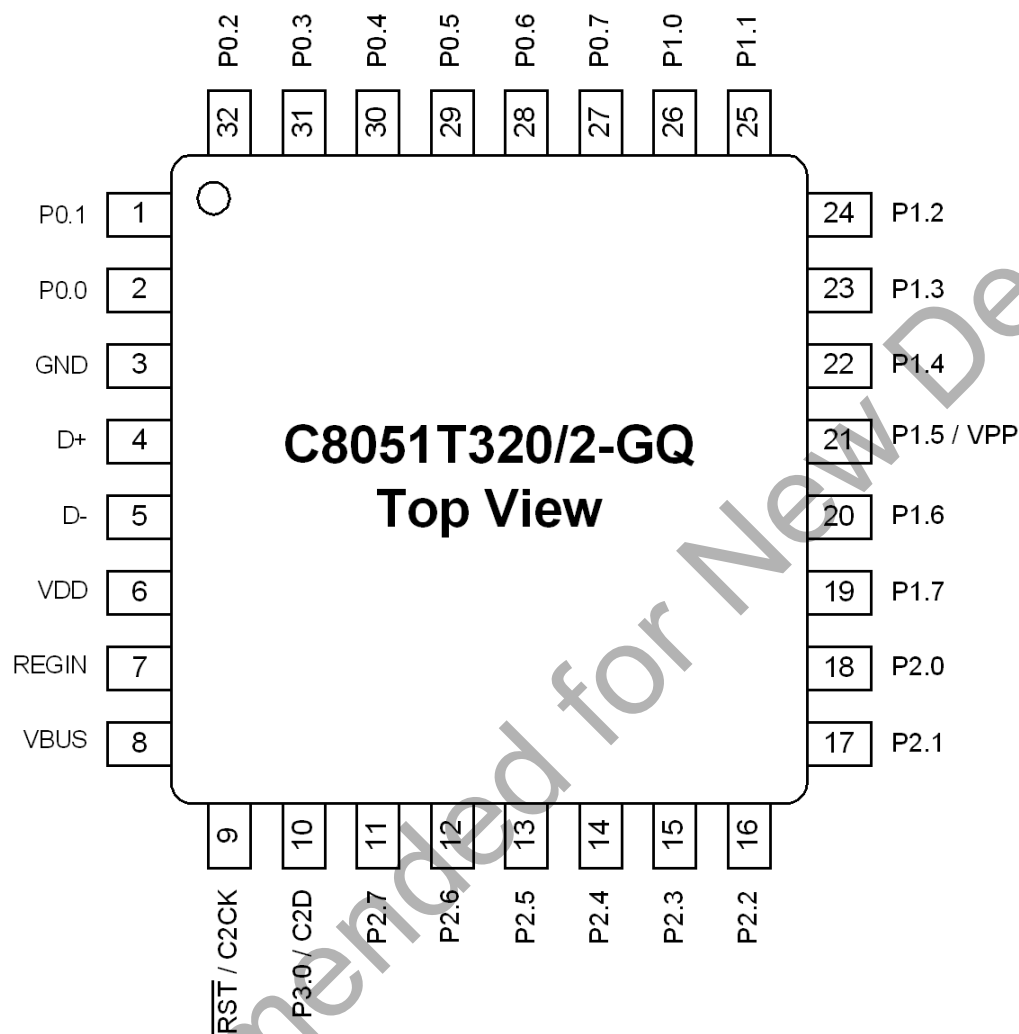 P0.2 P0.3 P0.4 P0.5 P0.6 P0.7 P1.0 P1.1
32 31 30 29 28 27 26 25
P0.1 1 24 P1.2
P0.0 2 23 P1.3
GND 3 22 P1.4
D+ 4 21 P1.5 / VPP
D- 5 20 P1.6
VDD 6 19 P1.7
REGIN 7 18 P2.0
VBUS 8 17 P2.1
C8051T320/2-GQ
Top View
9 10 11 12 13 14 15 16
RST / C2CK P3.0 / C2D P2.7 P2.6 P2.5 P2.4 P2.3 P2.2
mended for New De